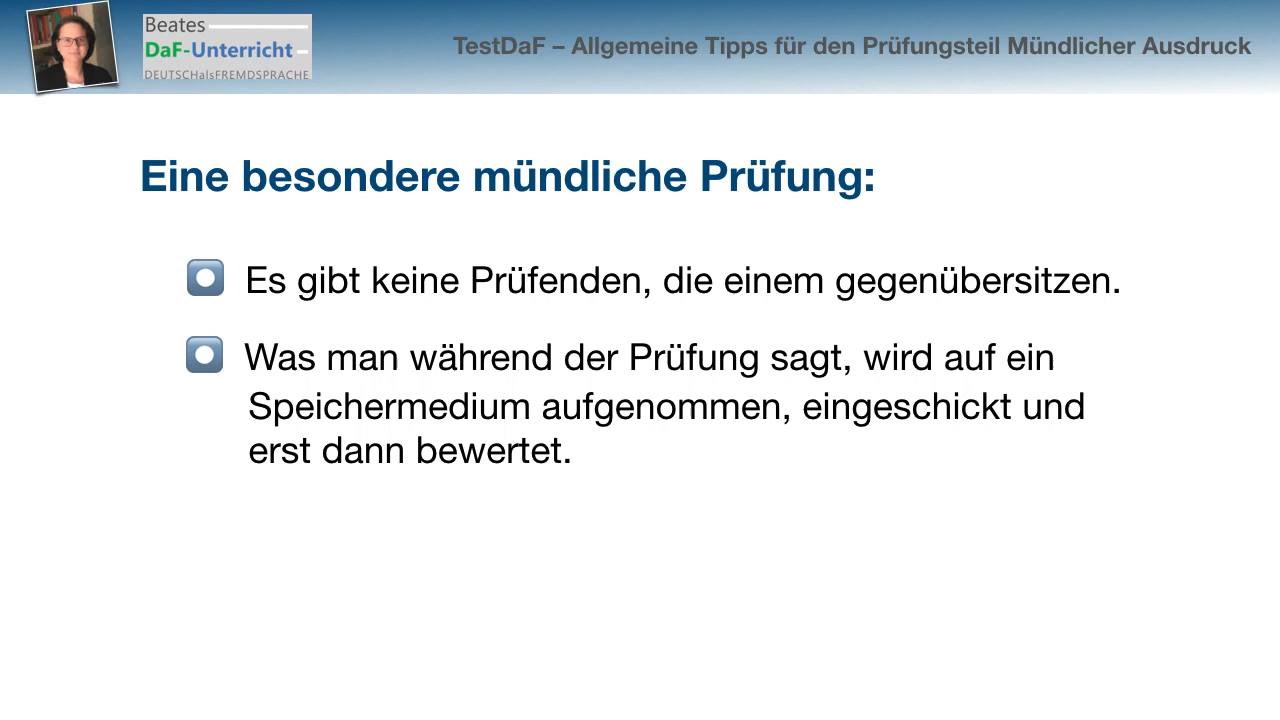 Beates
DaF-Unterricht
DEUTSCHalsFREMDSPRACHE
TestDaF – Allgemeine Tipps für den Prüfungsteil Mündlicher Ausdruck
Eine besondere mündliche Prüfung:
Es gibt keine Prüfenden, die einem gegenübersitzen.
Was man während der Prüfung sagt, wird auf ein
Speichermedium aufgenommen, eingeschickt und
erst dann bewertet.